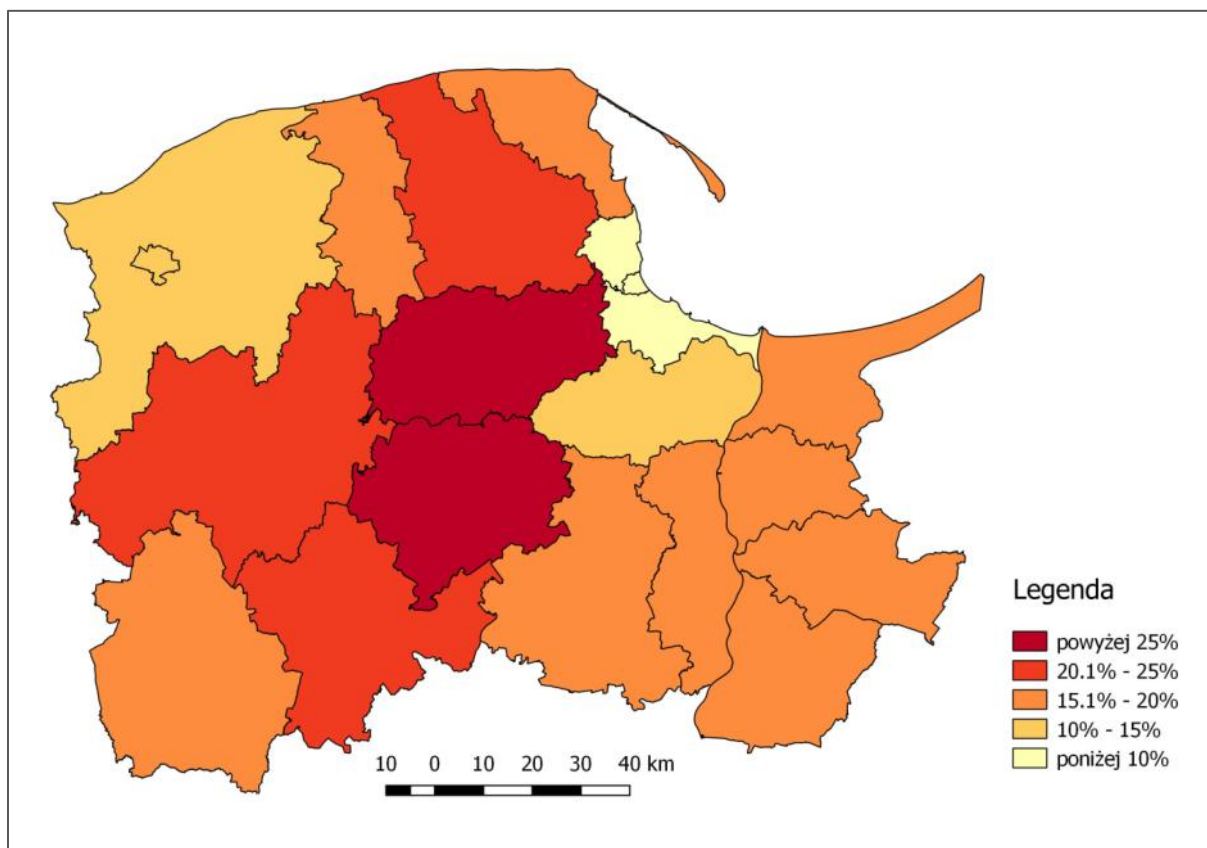 Legenda
powyżej 25%
20.1% - 25%
15.1% - 20%
10% - 15%
poniżej 10%
10 0 10 20 30 40 km